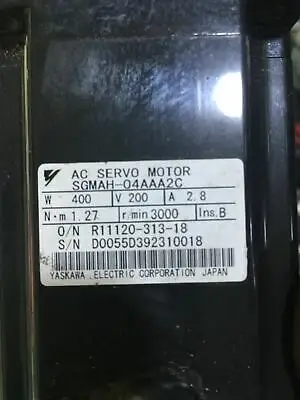 AC SERVO MOTOR
SGMAH-04AAA2C
W 400 V 200 A 2.8
N·m 1.27 r/min 3000 Ins.B
O/N R11120-313-18
S/N D0055D392310018
YASKAWA ELECTRIC CORPORATION JAPAN